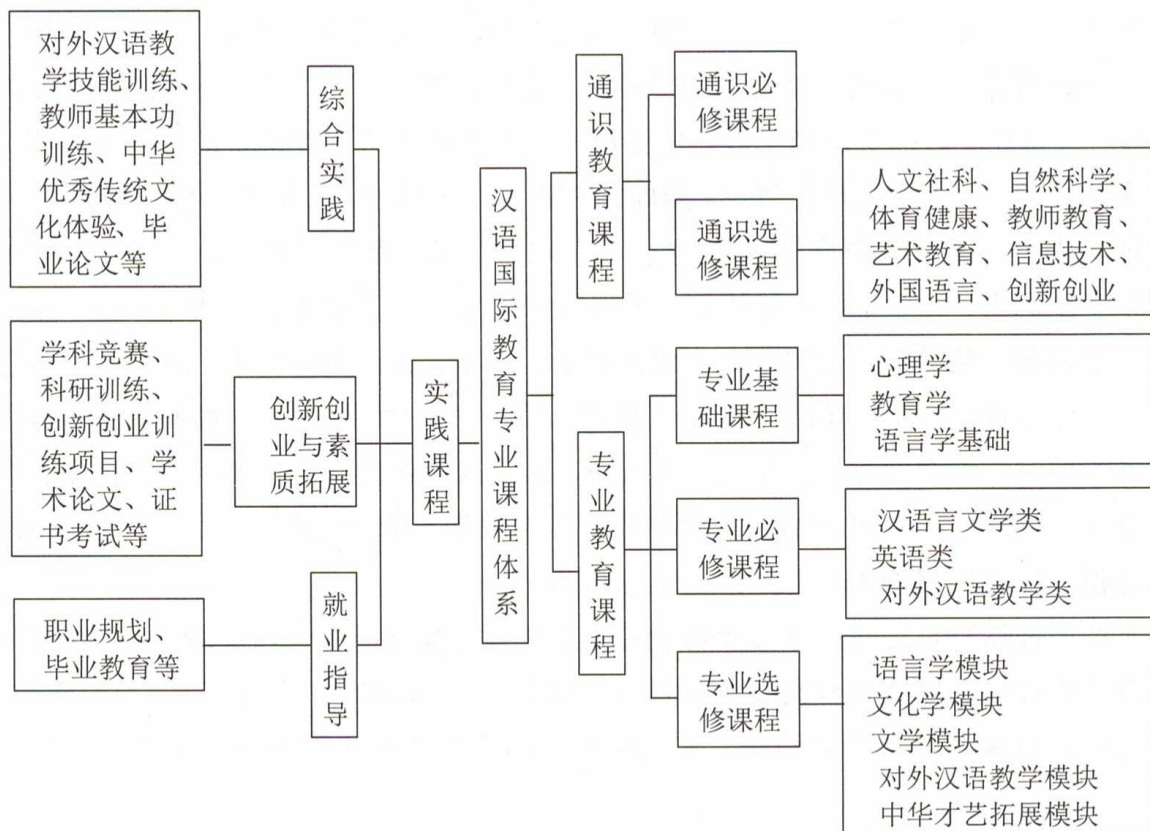 对外汉语教
学技能训练、
教师基本功
训练、中华
优秀传统文
化体验、毕
业论文等
综合实践
学科竞赛、
科研训练、
创新创业训
练项目、学
术论文、证
书考试等
创新创
业与素
质拓展
职业规划、
毕业教育等
就业指导
实践课程
汉语国际教育专业课程体系
通识教育课程
通识必
修课程
通识选
修课程
人文社科、自然科学、
体育健康、教师教育、
艺术教育、信息技术、
外国语言、创新创业
专业教育课程
专业基
础课程
心理学
教育学
语言学基础
专业必
修课程
汉语言文学类
英语类
对外汉语教学类
专业选
修课程
语言学模块
文化学模块
文学模块
对外汉语教学模块
中华才艺拓展模块